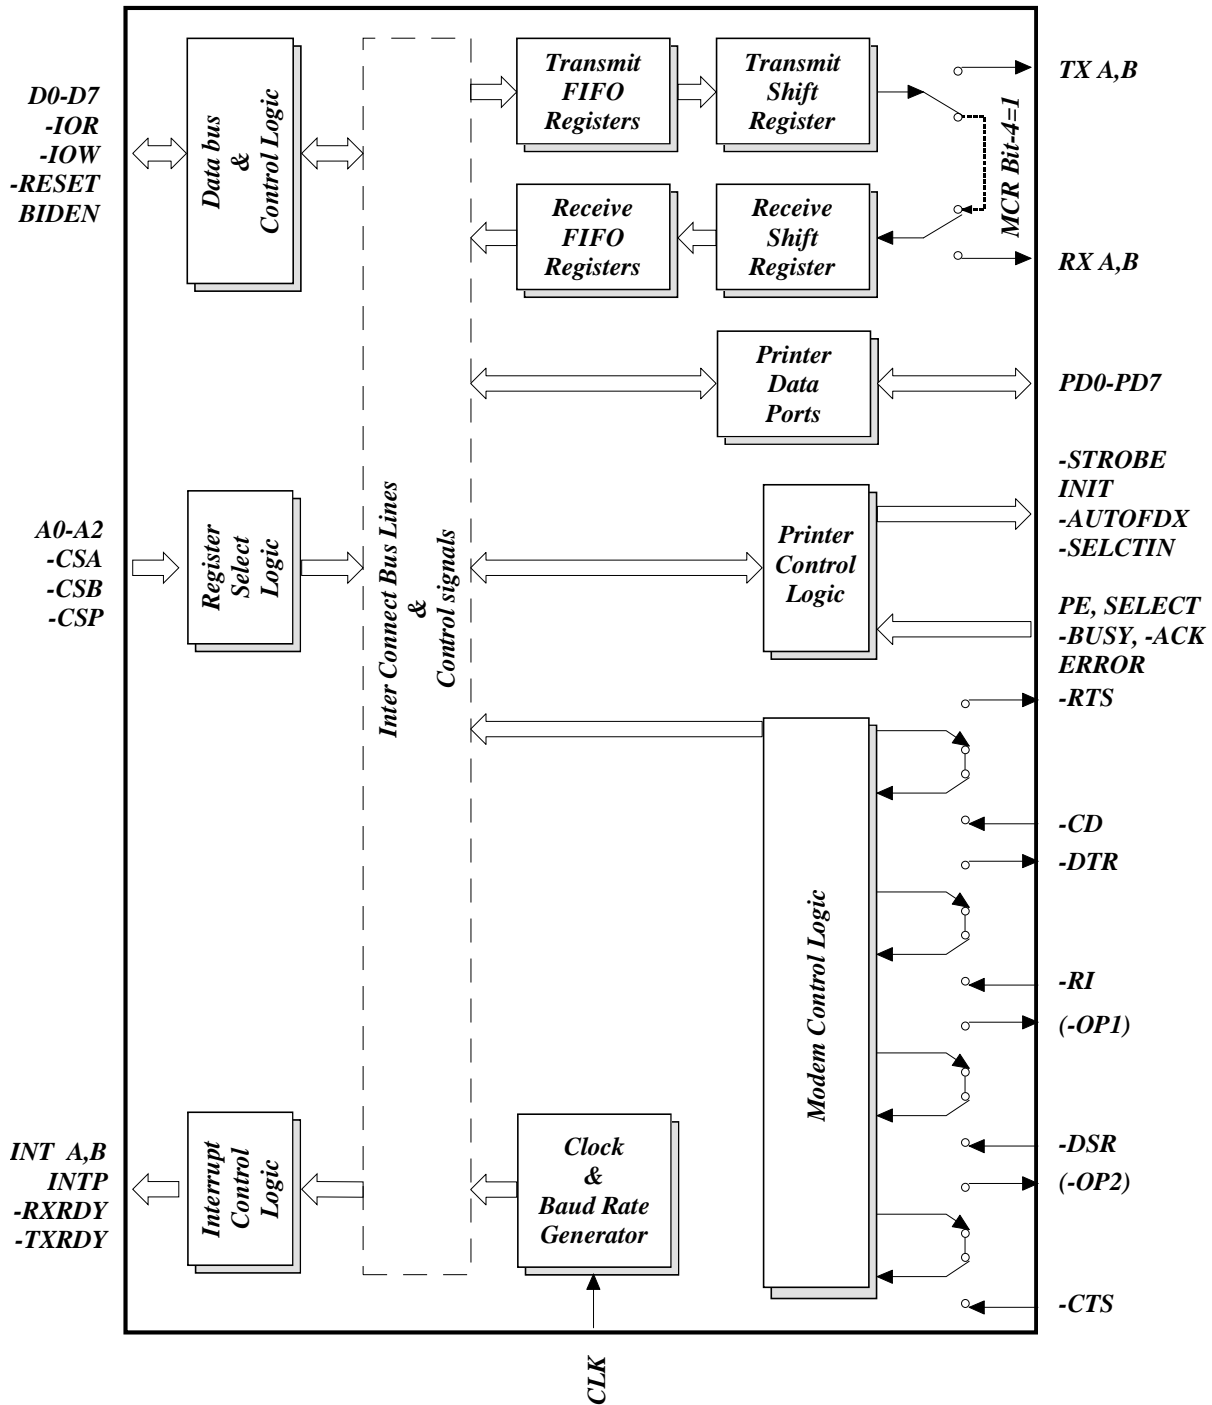 D0-D7
-IOR
-IOW
-RESET
BIDEN
Data bus
&
Control Logic
A0-A2
-CSA
-CSB
-CSP
Register
Select
Logic
INT A,B
INTP
-RXRDY
-TXRDY
Interrupt
Control
Logic
Inter Connect Bus Lines
&
Control signals
Transmit
FIFO
Registers
Transmit
Shift
Register
Receive
FIFO
Registers
Receive
Shift
Register
MCR Bit-4=1
TX A,B
RX A,B
Printer
Data
Ports
PD0-PD7
Printer
Control
Logic
-STROBE
INIT
-AUTOFDX
-SELCTIN
PE, SELECT
-BUSY, -ACK
ERROR
Modem Control Logic
-RTS
-CD
-DTR
-RI
(-OP1)
-DSR
(-OP2)
-CTS
Clock
&
Baud Rate
Generator
CLK